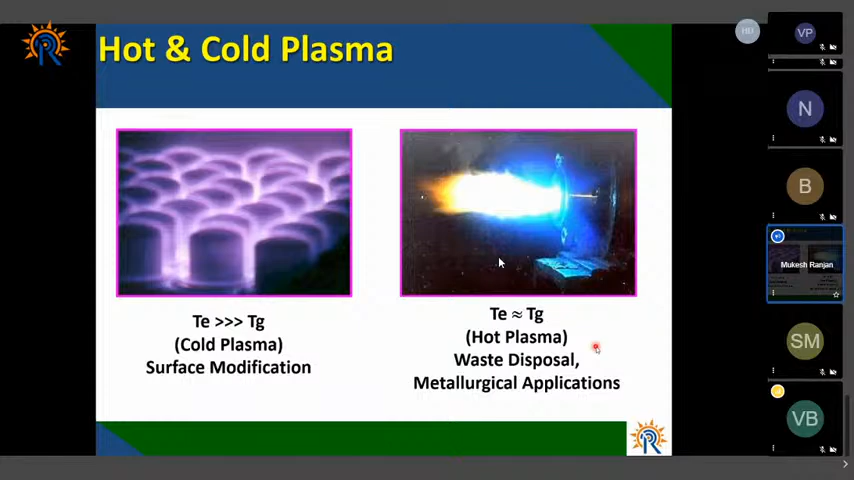 Hot & Cold Plasma
Te >>> Tg
(Cold Plasma)
Surface Modification
Te ≈ Tg
(Hot Plasma)
Waste Disposal,
Metallurgical Applications
HD
VP
N
B
Mukesh Ranjan
SM
VB